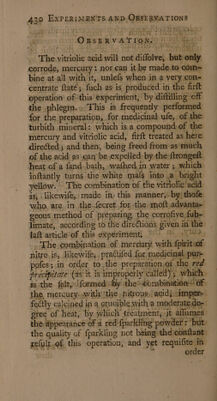 430 EXPERIMENTS AND OBSERVATIONS
OBSERVATION.
The vitriolic acid will not diſſolve, but only
corrode, mercury: nor can it be made to com-
bine at all with it, unleſs when in a very con-
centrate ſtate, ſuch as is produced in the firſt
operation of this experiment, by diſtilling off
the phlegm. This is frequently performed
for the preparation, for medicinal uſe, of the
turbith mineral: which is a compound of the
mercury and vitriolic acid, firſt treated as here
directed; and then, being freed from as much
of the acid as can be expelled by the ſtrongeſt
heat of a ſand bath, waſhed in water; which
inſtantly turns the white maſs into a bright
yellow. The combination of the vitriolic acid
is, likewiſe, made in this manner, by thoſe
who are in the ſecret for the moſt advanta-
geous method of preparing the corroſive ſub-
limate, according to the directions given in the
laſt article of this experiment.
The combination of mercury with ſpirit of
nitre is, likewiſe, practiſed for medicinal pur-
poſes; in order to the preparation of the red
precipitate (as it is improperly called), which
is the ſalt, formed by the combination of
the mercury with the nitrous acid, imper-
fectly calcined in a crucible with a moderate de-
gree of heat, by which treatment, it aſſumes
the appearance of a red ſparkling powder: but
the quality of ſparkling not being the conſtant
reſult of this operation, and yet requiſite in
order